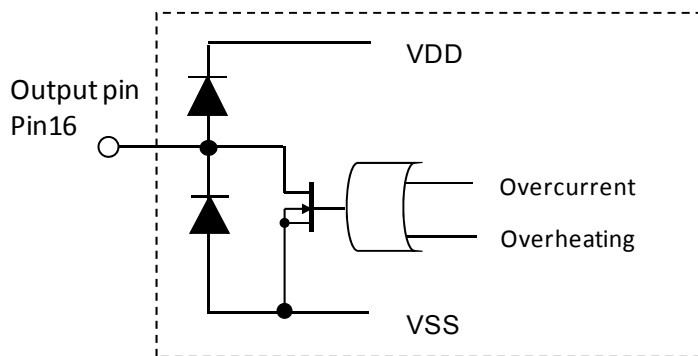 VDD
Output pin
Pin16
Overcurrent
Overheating
VSS